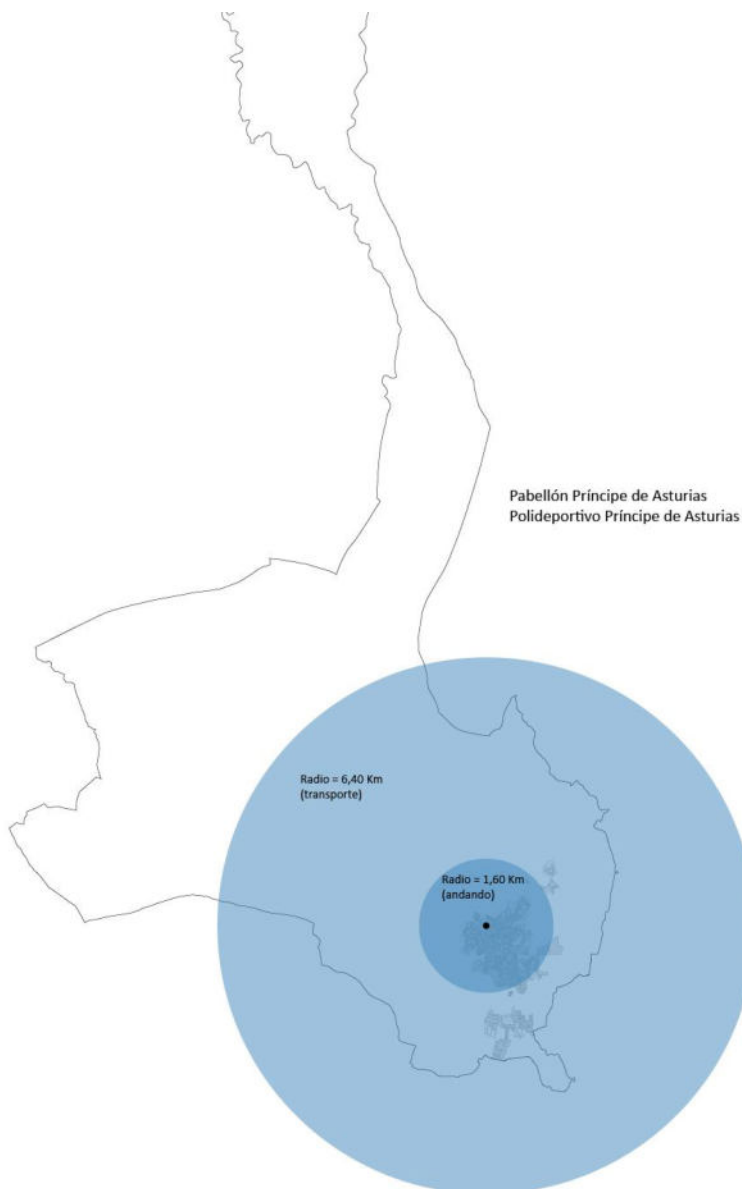 Pabellón Príncipe de Asturias
Polideportivo Príncipe de Asturias
Radio = 6,40 Km
(transporte)
Radio = 1,60 Km
(andando)